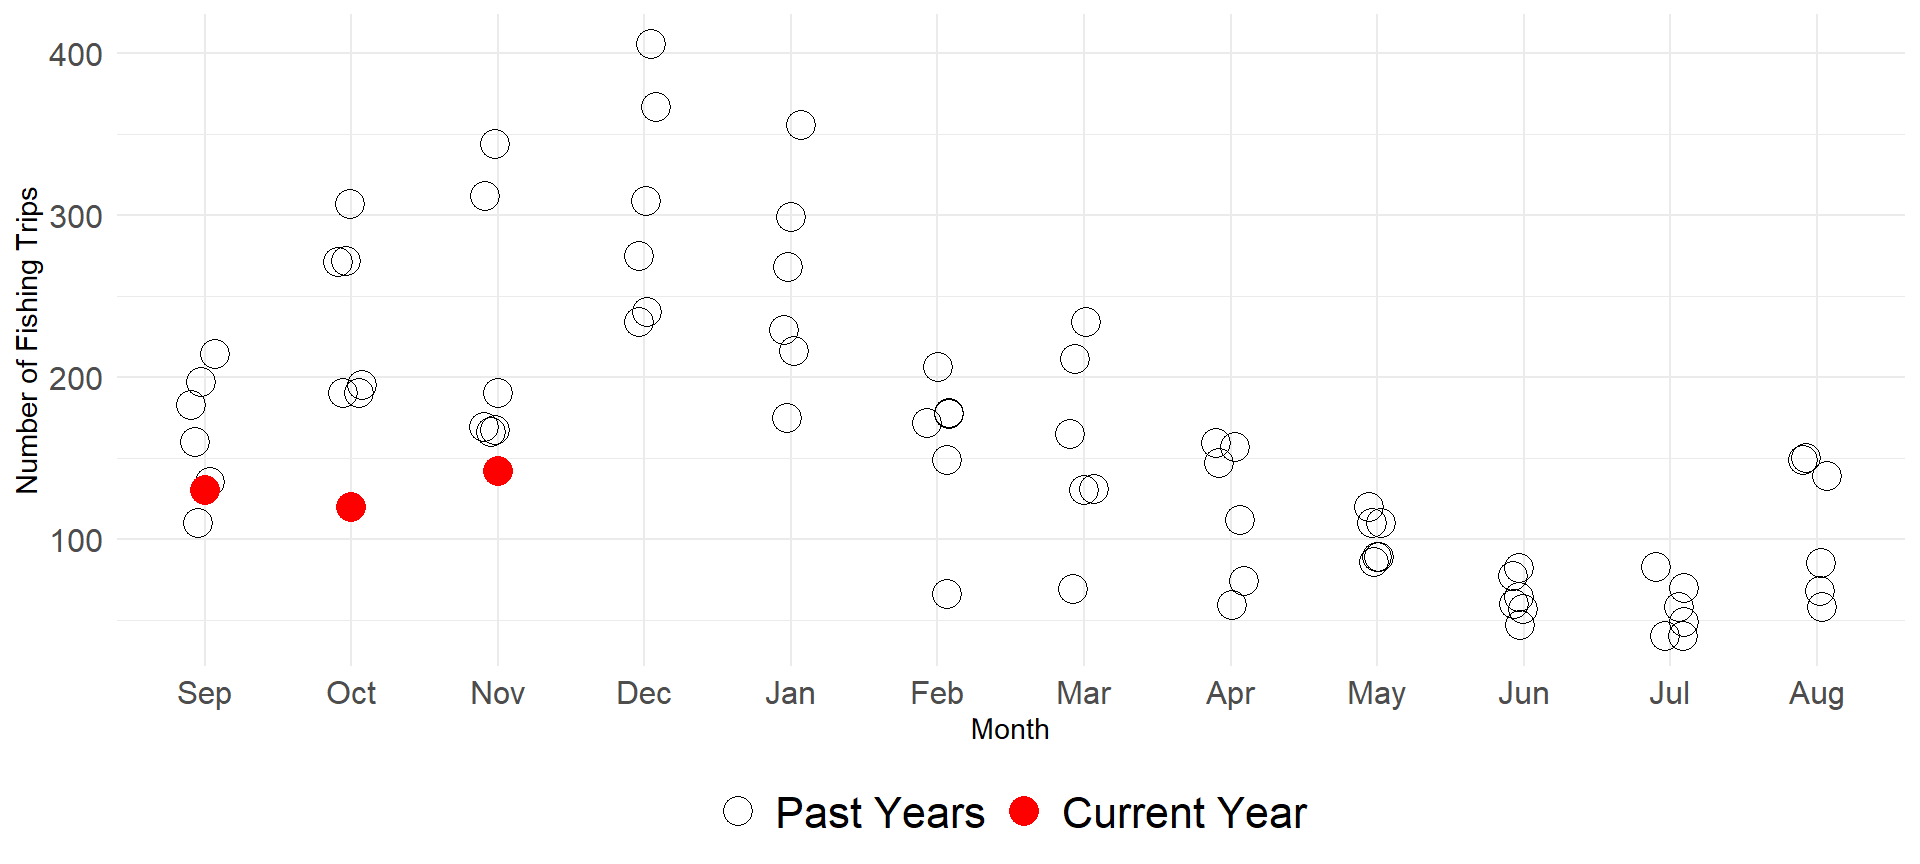 Number of Fishing Trips
400
300
200
100
Sep Oct Nov Dec Jan Feb Mar Apr May Jun Jul Aug
Month
Past Years Current Year